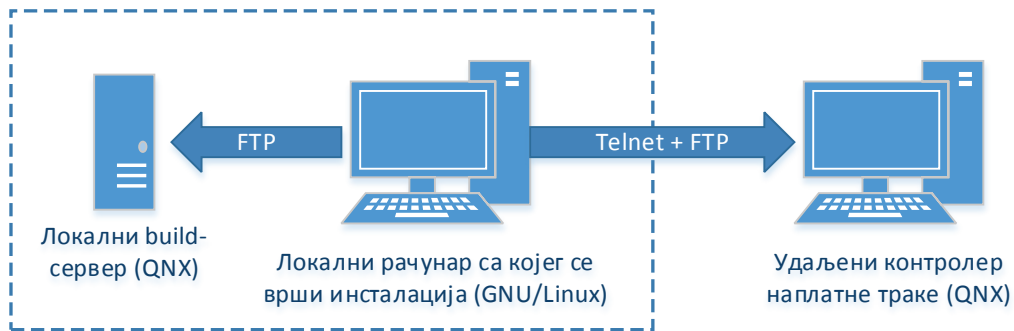 FTP
Telnet + FTP
Локални build-
сервер (QNX)
Локални рачунар са којег се
врши инсталација (GNU/Linux)
Удаљени контролер
наплатне траке (QNX)